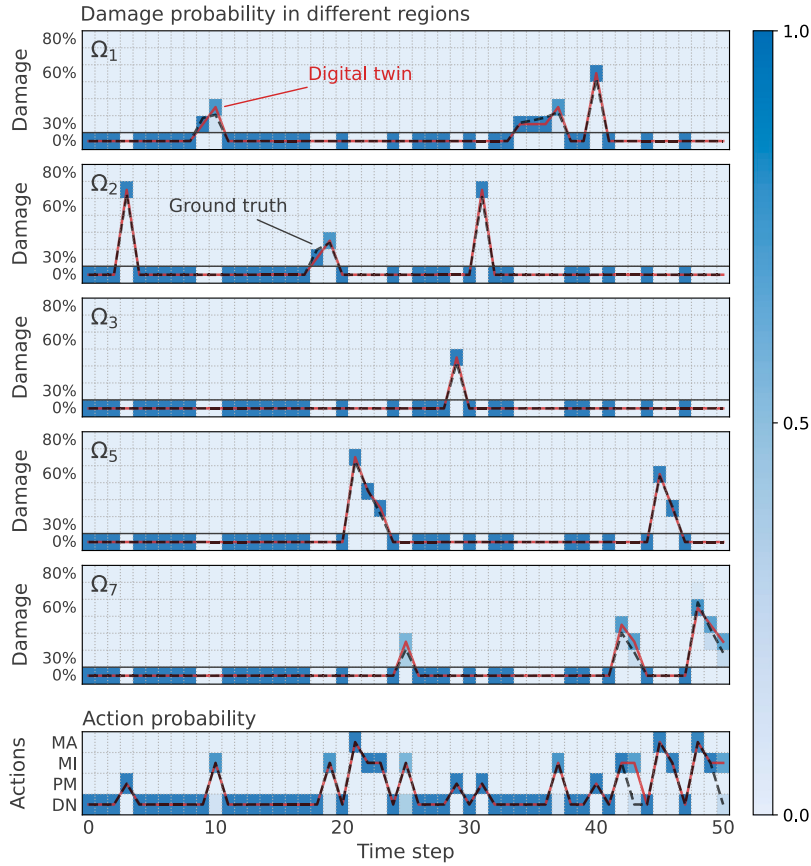 Damage probability in different regions
Damage
80%
60%
30%
0%
Ω1
Digital twin
1.0
Damage
80%
60%
30%
0%
Ω2
Ground truth
Damage
80%
60%
30%
0%
Ω3
0.5
Damage
80%
60%
30%
0%
Ω5
Damage
80%
60%
30%
0%
Ω7
Action probability
Actions
MA
MI
PM
DN
0.0
0 10 20 30 40 50
Time step